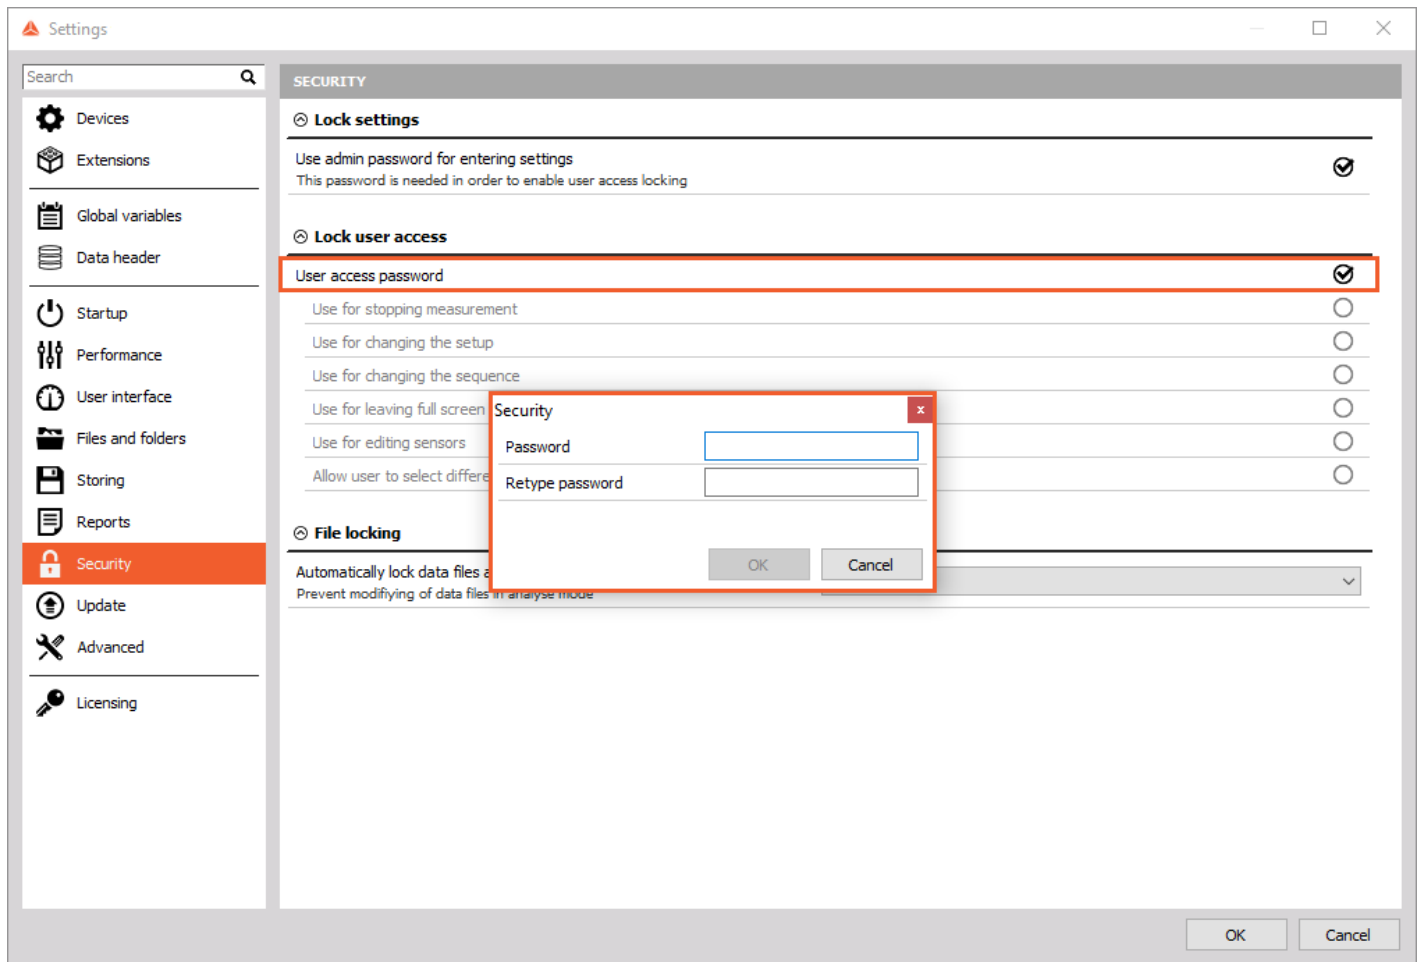 Settings
Search
Devices
Extensions
Global variables
Data header
Startup
Performance
User interface
Files and folders
Storing
Reports
Security
Update
Advanced
Licensing
SECURITY
Lock settings
Use admin password for entering settings
This password is needed in order to enable user access locking
Lock user access
User access password
Use for stopping measurement
Use for changing the setup
Use for changing the sequence
Use for leaving full screen
Use for editing sensors
Allow user to select differe
File locking
Automatically lock data files a
Prevent modifiying of data files in analyse mode
Security
x
Password
Retype password
OK
Cancel
OK
Cancel